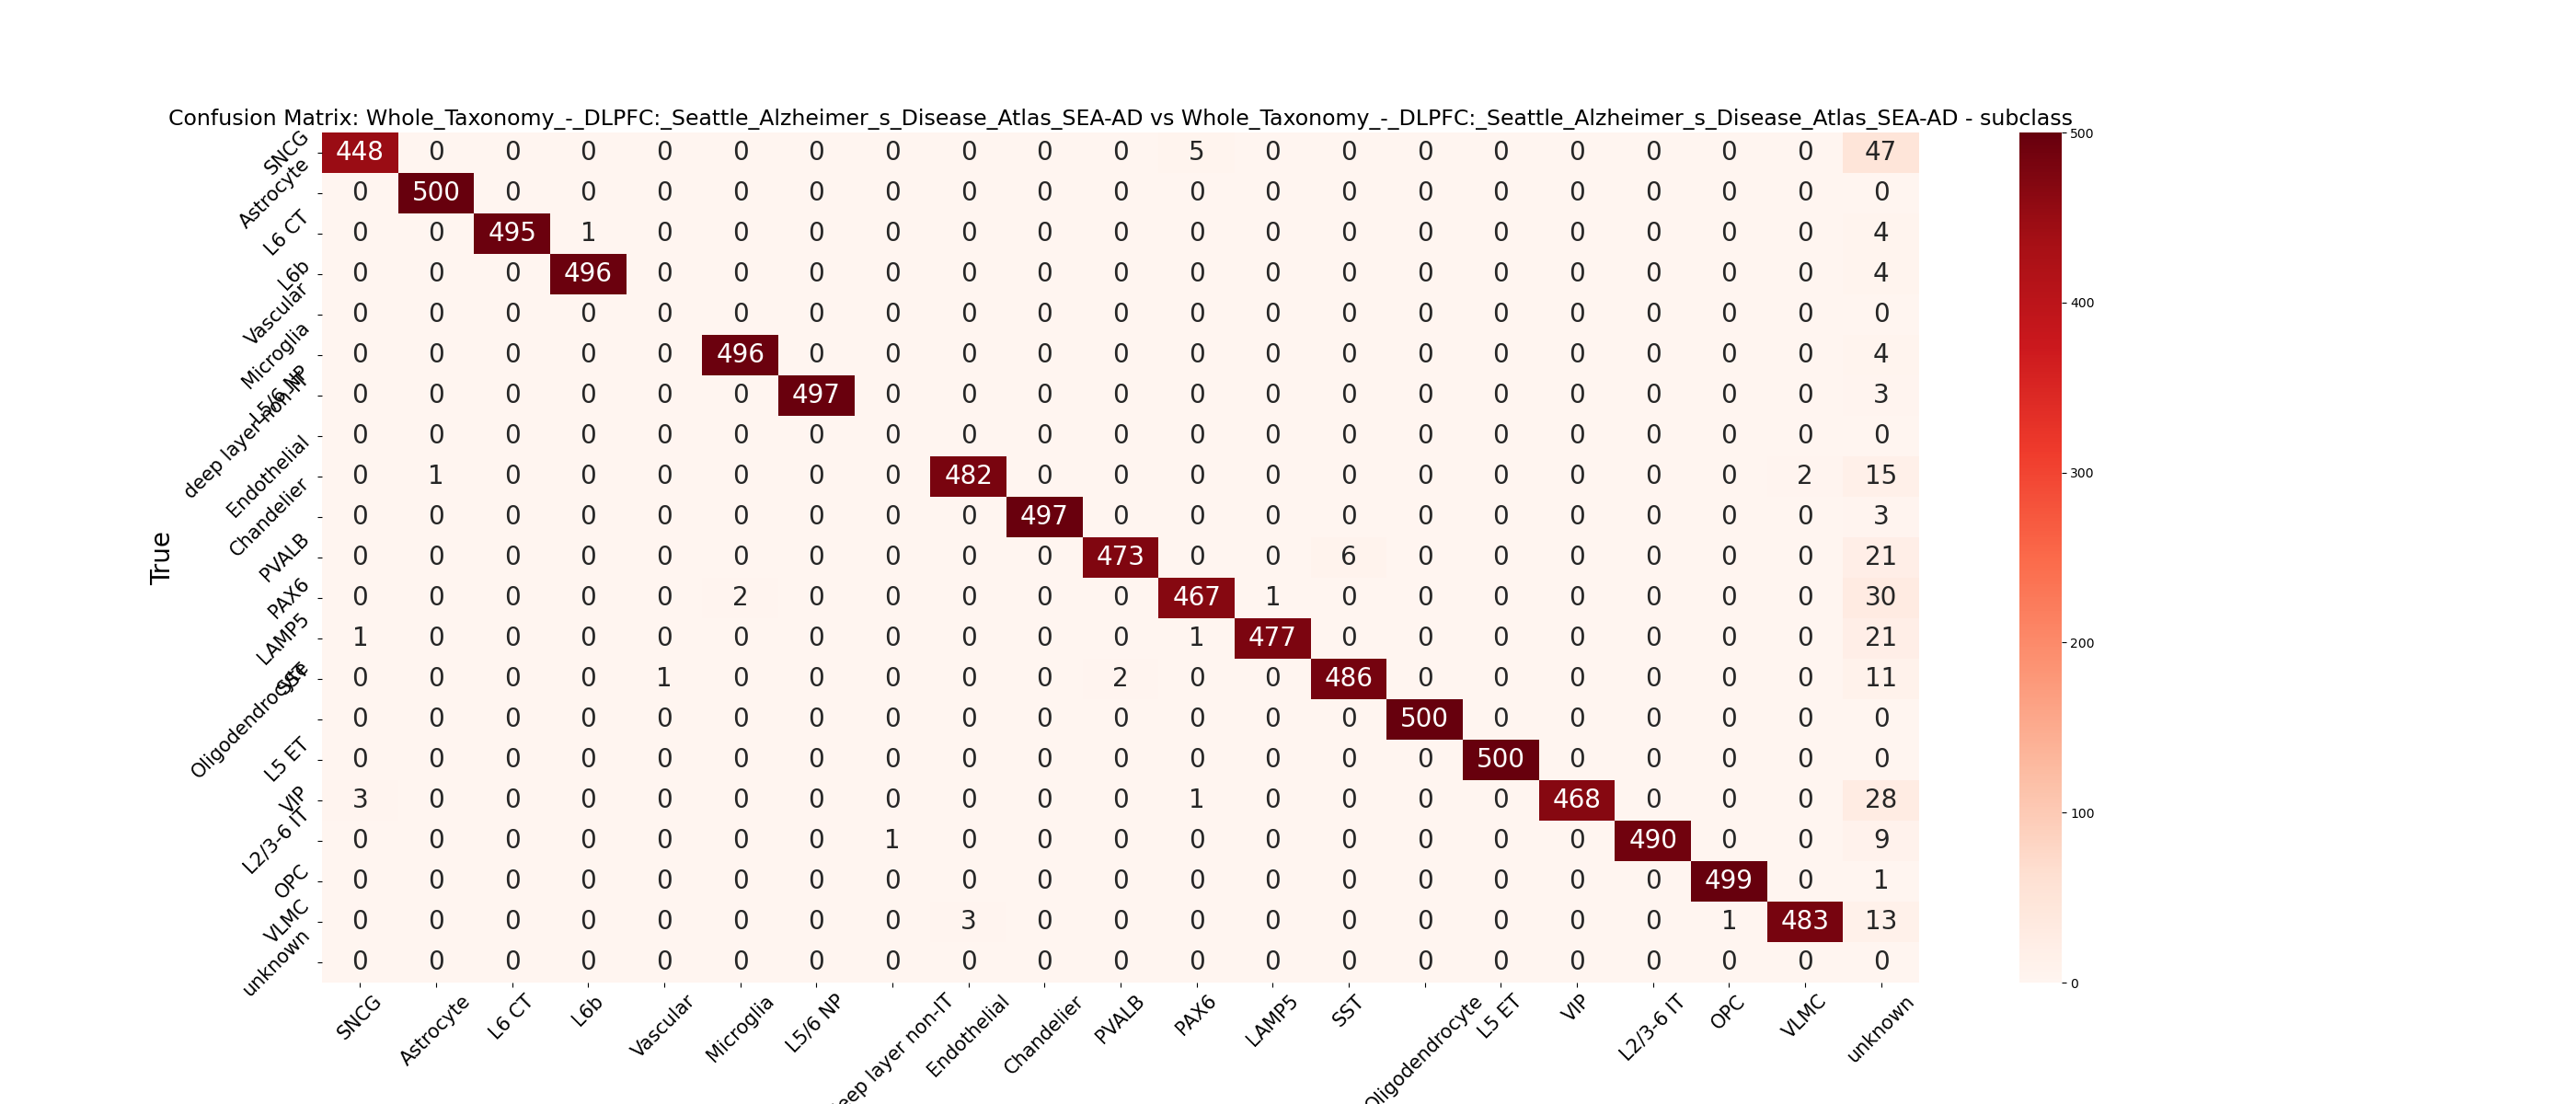 Confusion Matrix: Whole_Taxonomy_-_DLPFC:_Seattle_Alzheimer_s_Disease_Atlas_SEA-AD vs Whole_Taxonomy_-_DLPFC:_Seattle_Alzheimer_s_Disease_Atlas_SEA-AD - subclass
SNCG 448 0 0 0 0 0 0 0 0 0 0 5 0 0 0 0 0 0 0 0 47
Astrocyte 0 500 0 0 0 0 0 0 0 0 0 0 0 0 0 0 0 0 0 0 0
L6 CT 0 0 495 1 0 0 0 0 0 0 0 0 0 0 0 0 0 0 0 0 4
L6b 0 0 0 496 0 0 0 0 0 0 0 0 0 0 0 0 0 0 0 0 4
Vascular 0 0 0 0 0 0 0 0 0 0 0 0 0 0 0 0 0 0 0 0 0
Microglia 0 0 0 0 0 496 0 0 0 0 0 0 0 0 0 0 0 0 0 0 4
L5/6 NP 0 0 0 0 0 0 497 0 0 0 0 0 0 0 0 0 0 0 0 0 3
deep layer non-IT 0 0 0 0 0 0 0 0 0 0 0 0 0 0 0 0 0 0 0 0 0
Endothelial 0 1 0 0 0 0 0 0 482 0 0 0 0 0 0 0 0 0 0 2 15
Chandelier 0 0 0 0 0 0 0 0 0 497 0 0 0 0 0 0 0 0 0 0 3
PVALB 0 0 0 0 0 0 0 0 0 0 473 0 0 6 0 0 0 0 0 0 21
PAX6 0 0 0 0 0 2 0 0 0 0 0 467 1 0 0 0 0 0 0 0 30
LAMP5 1 0 0 0 0 0 0 0 0 0 0 1 477 0 0 0 0 0 0 0 21
SST 0 0 0 0 1 0 0 0 0 0 2 0 0 486 0 0 0 0 0 0 11
Oligodendrocyte 0 0 0 0 0 0 0 0 0 0 0 0 0 0 500 0 0 0 0 0 0
L5 ET 0 0 0 0 0 0 0 0 0 0 0 0 0 0 0 500 0 0 0 0 0
VIP 3 0 0 0 0 0 0 0 0 0 0 1 0 0 0 0 468 0 0 0 28
L2/3-6 IT 0 0 0 0 0 0 0 1 0 0 0 0 0 0 0 0 0 490 0 0 9
OPC 0 0 0 0 0 0 0 0 0 0 0 0 0 0 0 0 0 0 499 0 1
VLMC 0 0 0 0 0 0 0 0 3 0 0 0 0 0 0 0 0 0 1 483 13
unknown 0 0 0 0 0 0 0 0 0 0 0 0 0 0 0 0 0 0 0 0 0
True
SNCG Astrocyte L6 CT L6b Vascular Microglia L5/6 NP eep layer non-IT Endothelial Chandelier PVALB PAX6 LAMP5 SST Oligodendrocyte L5 ET VIP L2/3-6 IT OPC VLMC unknown
500
400
300
200
100
0